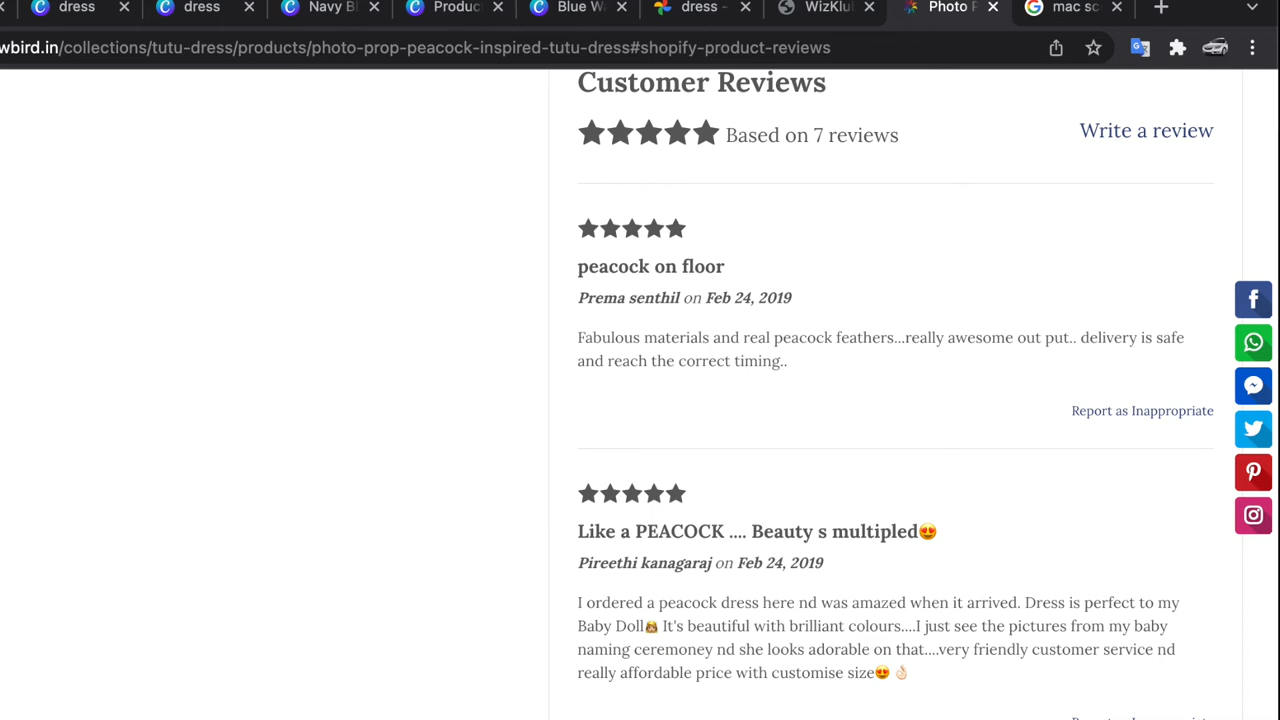 dress
dress
Navy Bl
Produc
Blue W
dress -
WizKlu
Photo P
mac sc
wbird.in/collections/tutu-dress/products/photo-prop-peacock-inspired-tutu-dress#shopify-product-reviews
Customer Reviews
★★★★★ Based on 7 reviews
Write a review
★★★★★
peacock on floor
Prema senthil on Feb 24, 2019
Fabulous materials and real peacock feathers...really awesome out put.. delivery is safe
and reach the correct timing..
Report as Inappropriate
★★★★★
Like a PEACOCK .... Beauty s multipled😍
Pireethi kanagaraj on Feb 24, 2019
I ordered a peacock dress here nd was amazed when it arrived. Dress is perfect to my
Baby Doll👸 It's beautiful with brilliant colours....I just see the pictures from my baby
naming ceremoney nd she looks adorable on that....very friendly customer service nd
really affordable price with customise size😍👌🏻